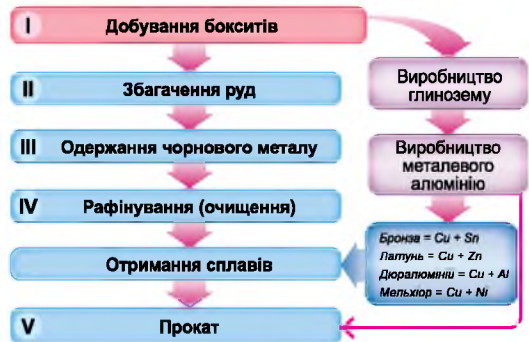 I Добування бокситів
II Збагачення руд
III Одержання чорнового металу
IV Рафінування (очищення)
Отримання сплавів
V Прокат
Виробництво
глинозему
Виробництво
металевого
алюмінію
Бронза = Cu + Sn
Латунь = Cu + Zn
Дюралюміній = Cu + Al
Мельхіор = Cu + Ni